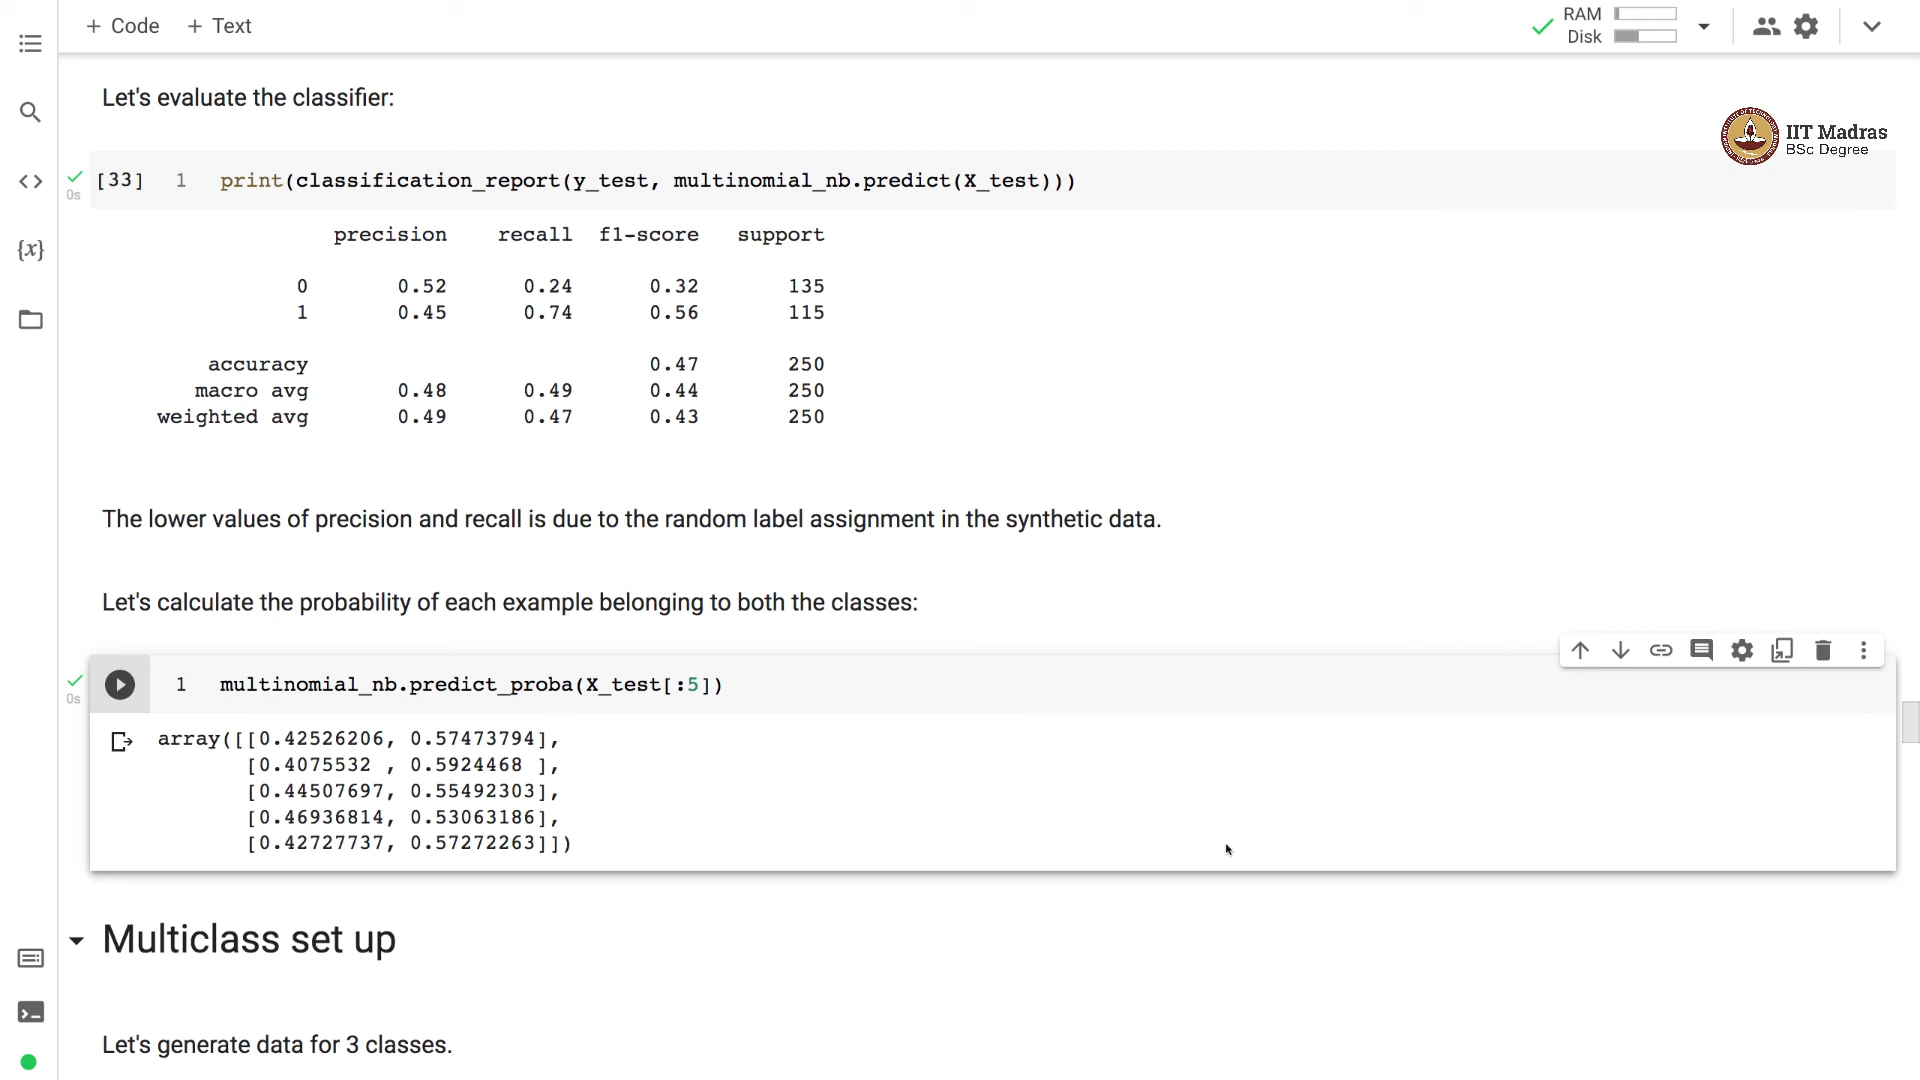 + Code + Text
RAM
Disk
Let's evaluate the classifier:
IIT Madras
BSc Degree
[33] 1 print(classification_report(y_test, multinomial_nb.predict(X_test)))
0s
precision recall f1-score support
0 0.52 0.24 0.32 135
1 0.45 0.74 0.56 115
accuracy 0.47 250
macro avg 0.48 0.49 0.44 250
weighted avg 0.49 0.47 0.43 250
The lower values of precision and recall is due to the random label assignment in the synthetic data.
Let's calculate the probability of each example belonging to both the classes:
1 multinomial_nb.predict_proba(X_test[:5])
0s
array([[0.42526206, 0.57473794],
[0.4075532 , 0.5924468 ],
[0.44507697, 0.55492303],
[0.46936814, 0.53063186],
[0.42727737, 0.57272263]])
Multiclass set up
Let's generate data for 3 classes.